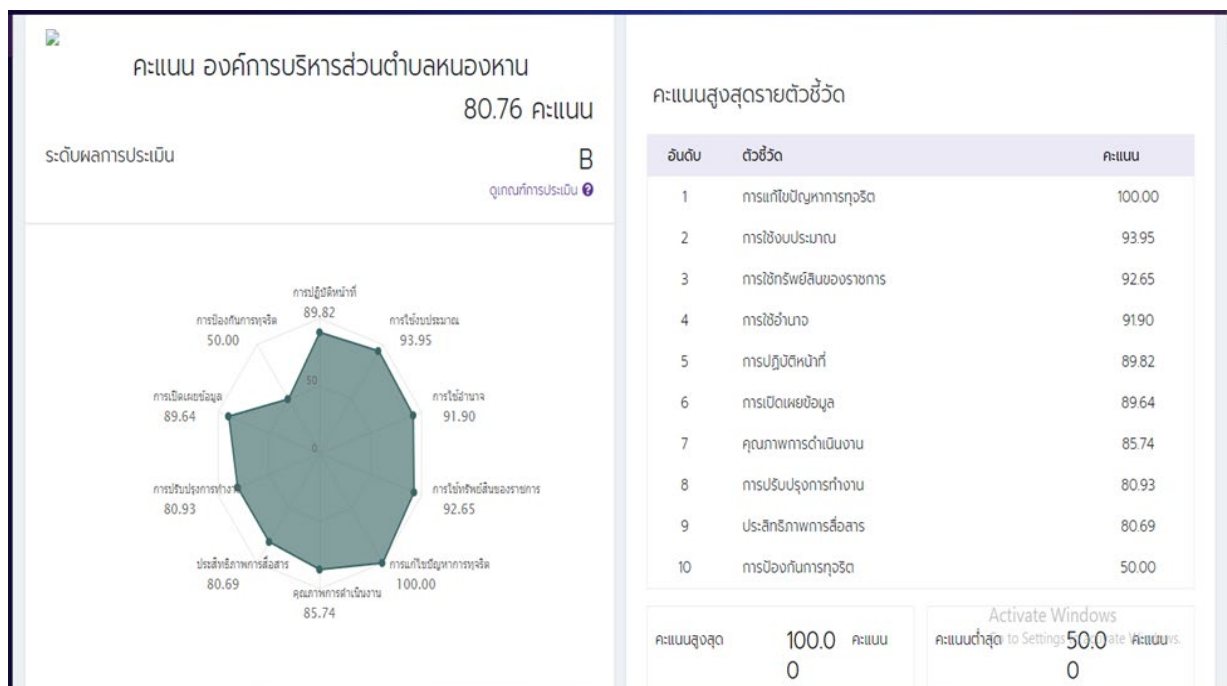 คะแนน องค์การบริหารส่วนตำบลหนองหาน
80.76 คะแนน
ระดับผลการประเมิน
B
ดูเกณฑ์การประเมิน ?
การปฏิบัติหน้าที่
89.82
การใช้งบประมาณ
93.95
การใช้อำนาจ
91.90
การใช้ทรัพย์สินของราชการ
92.65
การแก้ไขปัญหาการทุจริต
100.00
คุณภาพการดำเนินงาน
85.74
ประสิทธิภาพการสื่อสาร
80.69
การปรับปรุงการทำงาน
80.93
การเปิดเผยข้อมูล
89.64
การป้องกันการทุจริต
50.00
50
0
คะแนนสูงสุดรายตัวชี้วัด
อันดับ ตัวชี้วัด คะแนน
1 การแก้ไขปัญหาการทุจริต 100.00
2 การใช้งบประมาณ 93.95
3 การใช้ทรัพย์สินของราชการ 92.65
4 การใช้อำนาจ 91.90
5 การปฏิบัติหน้าที่ 89.82
6 การเปิดเผยข้อมูล 89.64
7 คุณภาพการดำเนินงาน 85.74
8 การปรับปรุงการทำงาน 80.93
9 ประสิทธิภาพการสื่อสาร 80.69
10 การป้องกันการทุจริต 50.00
คะแนนสูงสุด 100.0 คะแนน
0
คะแนนต่ำสุด 50.0 คะแนน
0
Activate Windows
to Settings